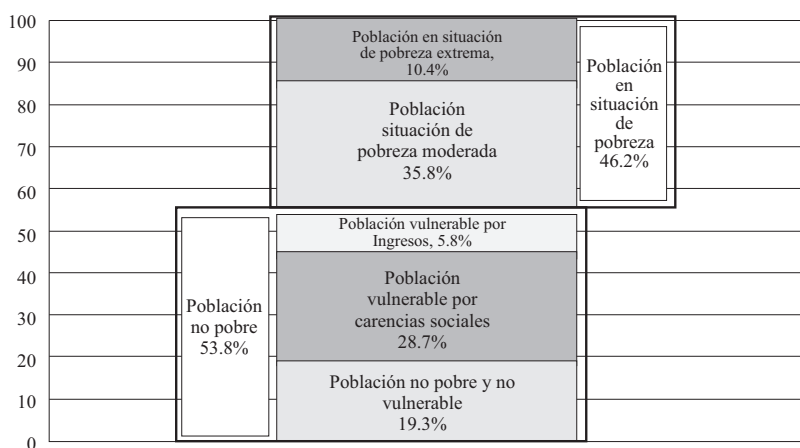 100
90
80
70
60
50
40
30
20
10
0
Población en situación
de pobreza extrema,
10.4%
Población
situación de
pobreza moderada
35.8%
Población
en
situación
de
pobreza
46.2%
Población vulnerable por
Ingresos, 5.8%
Población
vulnerable por
carencias sociales
28.7%
Población
no pobre
53.8%
Población no pobre y no
vulnerable
19.3%